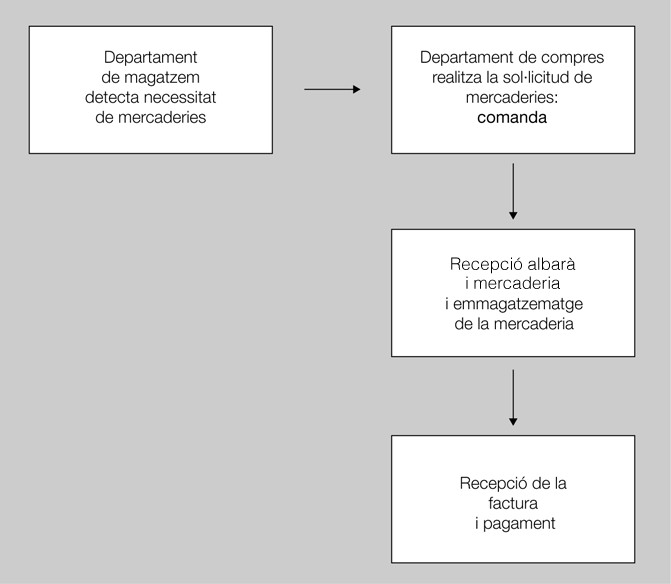 Departament
de magatzem
detecta necessitat
de mercaderies
Departament de compres
realitza la sol·licitud de
mercaderies:
comanda
Recepció albarà
i mercaderia
i emmagatzematge
de la mercaderia
Recepció de la
factura
i pagament